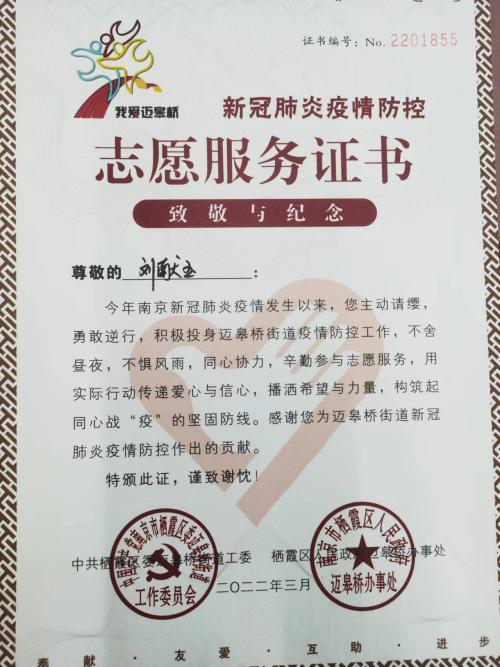 证书编号：No. 2201855
我爱迈皋桥
新冠肺炎疫情防控
志愿服务证书
致敬与纪念
尊敬的 刘献玉 ：
今年南京新冠肺炎疫情发生以来，您主动请缨，
勇敢逆行，积极投身迈皋桥街道疫情防控工作，不舍
昼夜，不惧风雨，同心协力，辛勤参与志愿服务，用
实际行动传递爱心与信心，播洒希望与力量，构筑起
同心战“疫”的坚固防线。感谢您为迈皋桥街道新冠
肺炎疫情防控作出的贡献。
特颁此证，谨致谢忱！
中共栖霞区委迈皋桥街道工委 栖霞区人民政府迈皋桥办事处
二〇二二年三月
工作委员会
南京市栖霞区人民政府
迈皋桥办事处
奉献·友爱·互助·进步